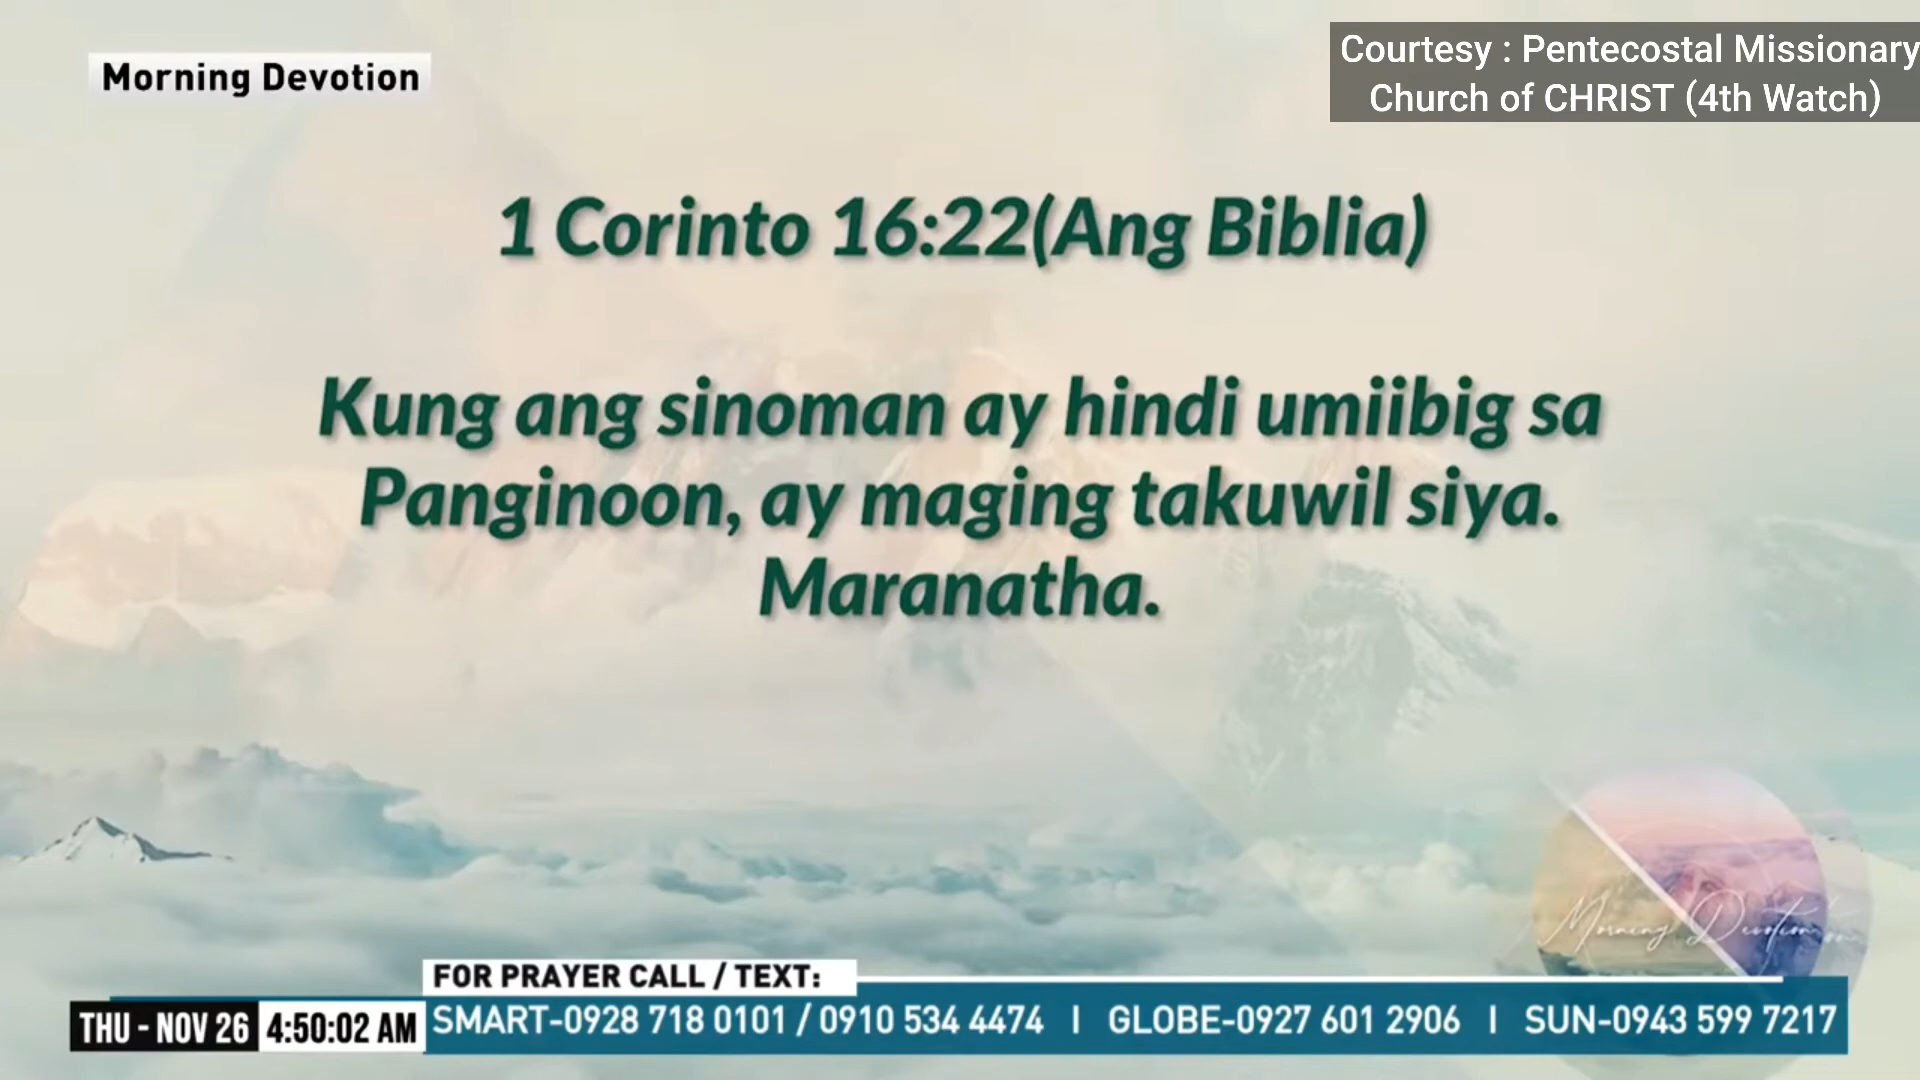 Morning Devotion
Courtesy : Pentecostal Missionary
Church of CHRIST (4th Watch)
1 Corinto 16:22(Ang Biblia)
Kung ang sinoman ay hindi umiibig sa
Panginoon, ay maging takuwil siya.
Maranatha.
Morning Devotion
FOR PRAYER CALL / TEXT:
THU - NOV 26 4:50:02 AM SMART-0928 718 0101 / 0910 534 4474 | GLOBE-0927 601 2906 | SUN-0943 599 7217